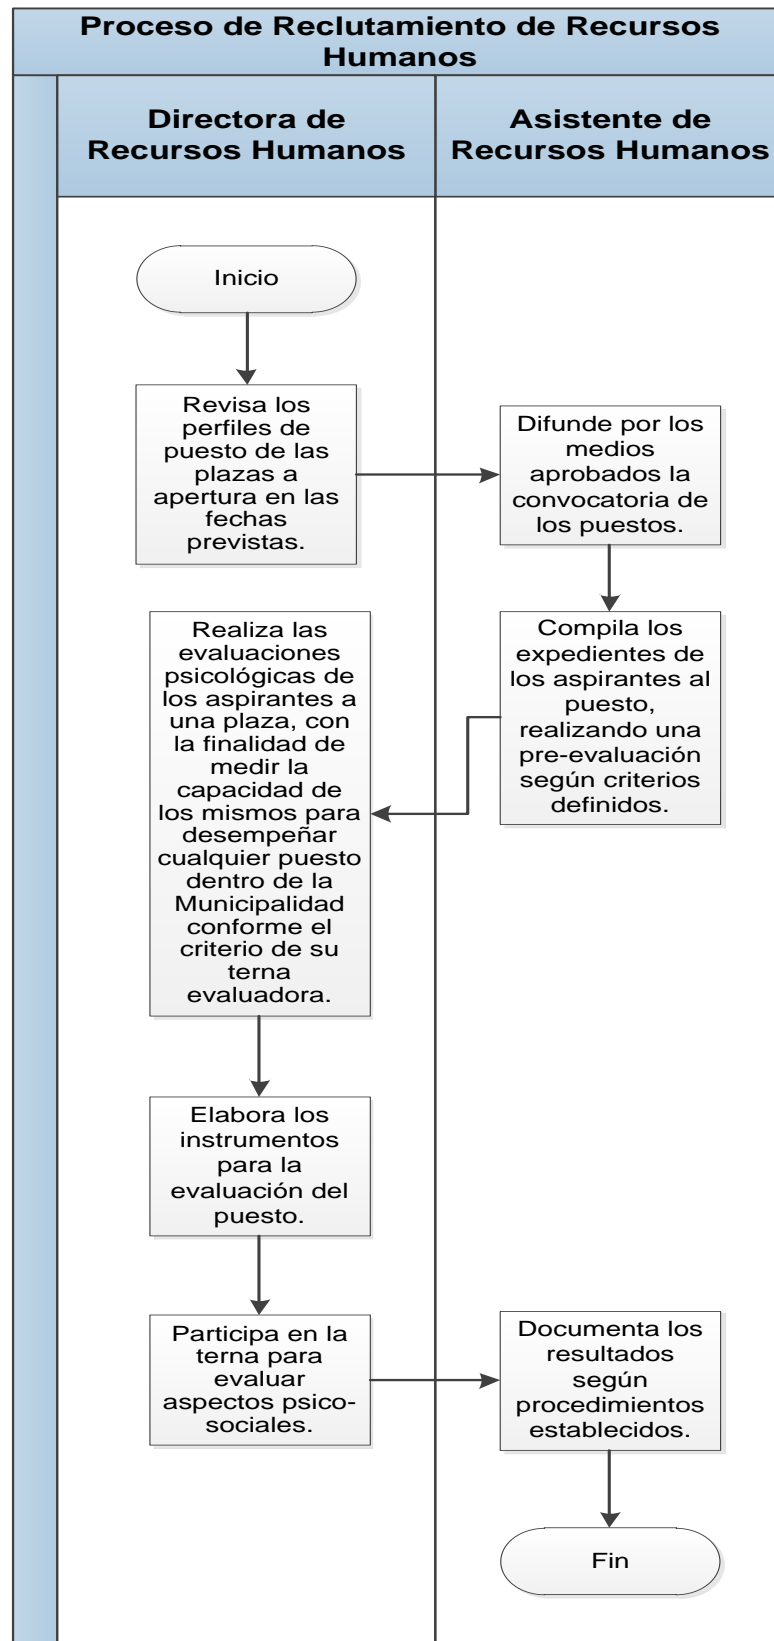 Proceso de Reclutamiento de Recursos
Humanos
Directora de
Recursos Humanos
Asistente de
Recursos Humanos
Inicio
Revisa los
perfiles de
puesto de las
plazas a
apertura en las
fechas
previstas.
Difunde por los
medios
aprobados la
convocatoria de
los puestos.
Compila los
expedientes de
los aspirantes al
puesto,
realizando una
pre-evaluación
según criterios
definidos.
Realiza las
evaluaciones
psicológicas de
los aspirantes a
una plaza, con
la finalidad de
medir la
capacidad de
los mismos para
desempeñar
cualquier puesto
dentro de la
Municipalidad
conforme el
criterio de su
terna
evaluadora.
Elabora los
instrumentos
para la
evaluación del
puesto.
Participa en la
terna para
evaluar
aspectos psico-
sociales.
Documenta los
resultados
según
procedimientos
establecidos.
Fin